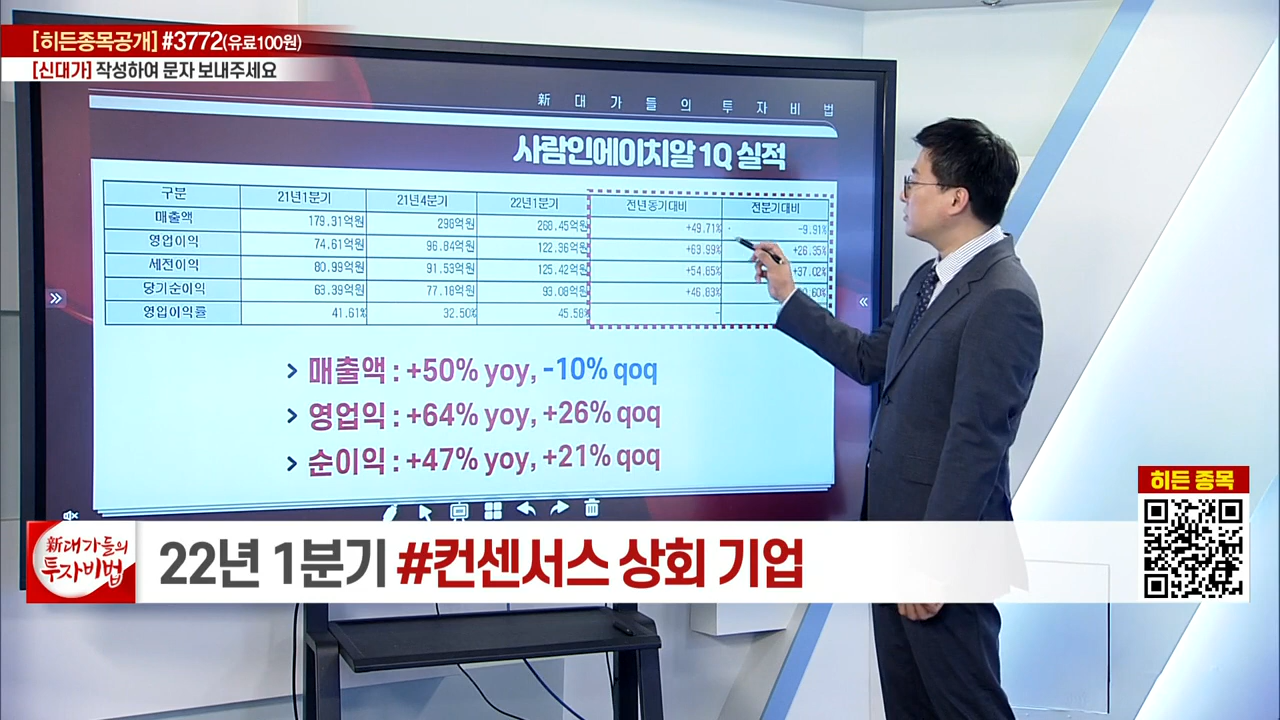 [히든종목공개] #3772(유료100원)
[신대가] 작성하여 문자 보내주세요
新 대 가 들 의 투 자 비 법
사람인에이치알 1Q 실적
구분 21년1분기 21년4분기 22년1분기 전년동기대비 전분기대비
매출액 179.31억원 298억원 268.45억원 +49.71% -9.91%
영업이익 74.61억원 96.84억원 122.36억원 +63.99% +26.35%
세전이익 80.99억원 91.53억원 125.42억원 +54.85% +37.02%
당기순이익 63.39억원 77.18억원 93.08억원 +46.83% 0.60%
영업이익률 41.61% 32.50% 45.58% -
> 매출액 : +50% yoy, -10% qoq
> 영업익 : +64% yoy, +26% qoq
> 순이익 : +47% yoy, +21% qoq
히든 종목
新대가들의
투자비법
22년 1분기 #컨센서스 상회 기업